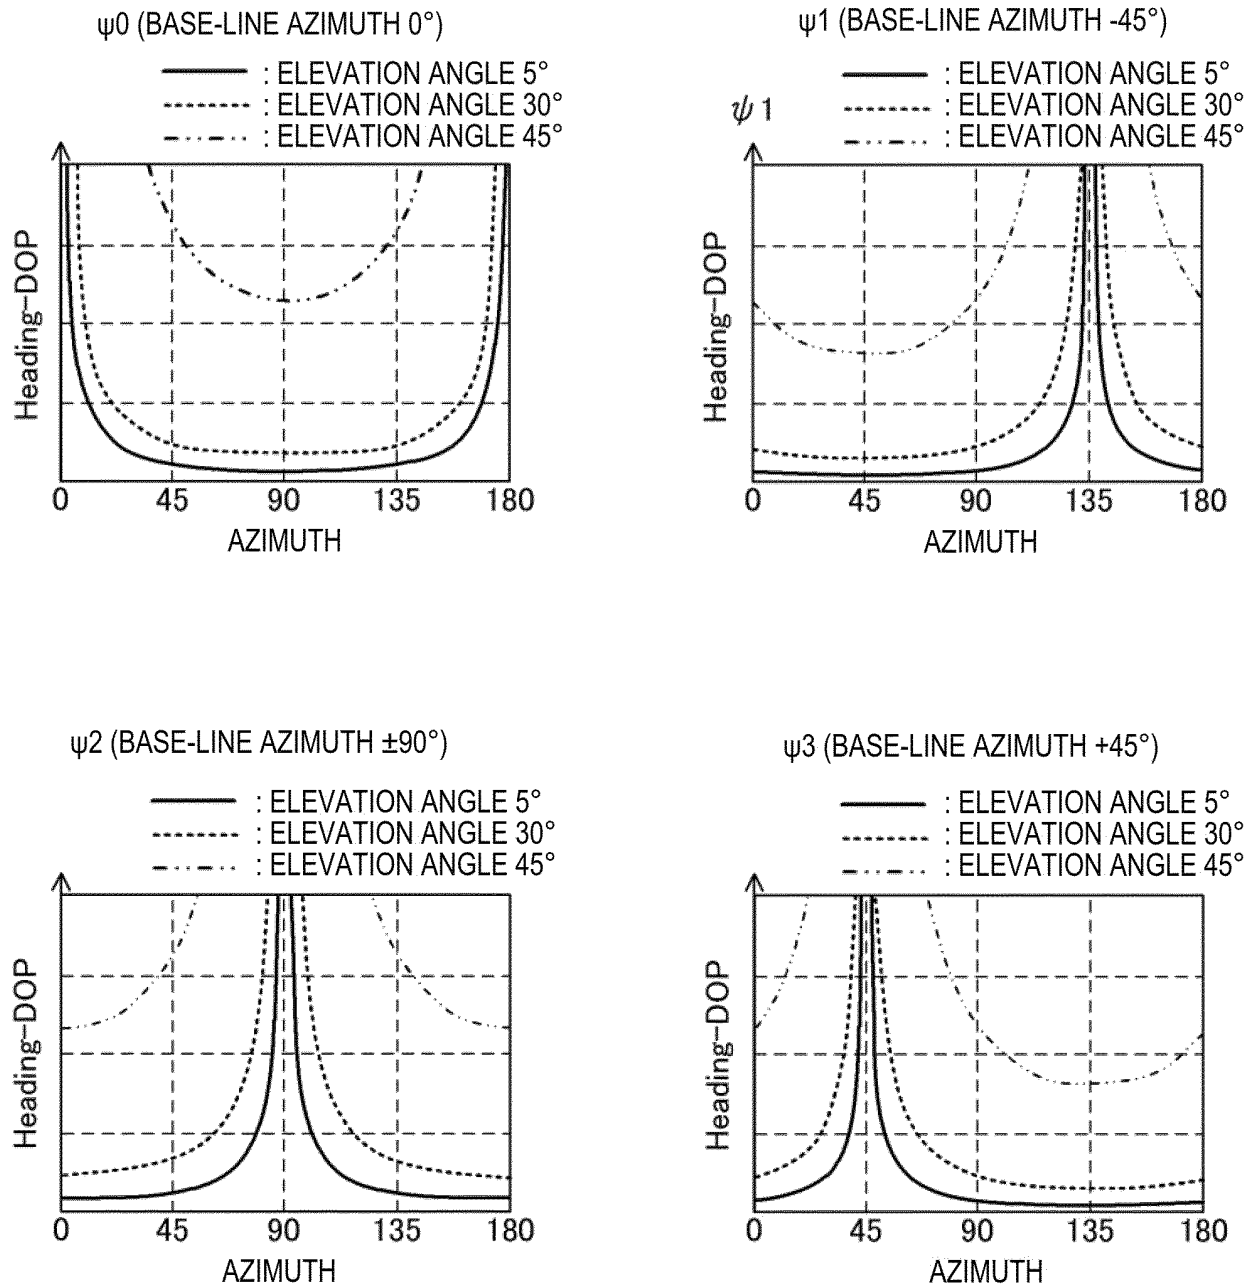 ψ0 (BASE-LINE AZIMUTH 0°)
: ELEVATION ANGLE 5°
: ELEVATION ANGLE 30°
: ELEVATION ANGLE 45°
Heading-DOP
0 45 90 135 180
AZIMUTH
ψ1 (BASE-LINE AZIMUTH -45°)
: ELEVATION ANGLE 5°
: ELEVATION ANGLE 30°
: ELEVATION ANGLE 45°
ψ1
Heading-DOP
0 45 90 135 180
AZIMUTH
ψ2 (BASE-LINE AZIMUTH ±90°)
: ELEVATION ANGLE 5°
: ELEVATION ANGLE 30°
: ELEVATION ANGLE 45°
Heading-DOP
0 45 90 135 180
AZIMUTH
ψ3 (BASE-LINE AZIMUTH +45°)
: ELEVATION ANGLE 5°
: ELEVATION ANGLE 30°
: ELEVATION ANGLE 45°
Heading-DOP
0 45 90 135 180
AZIMUTH